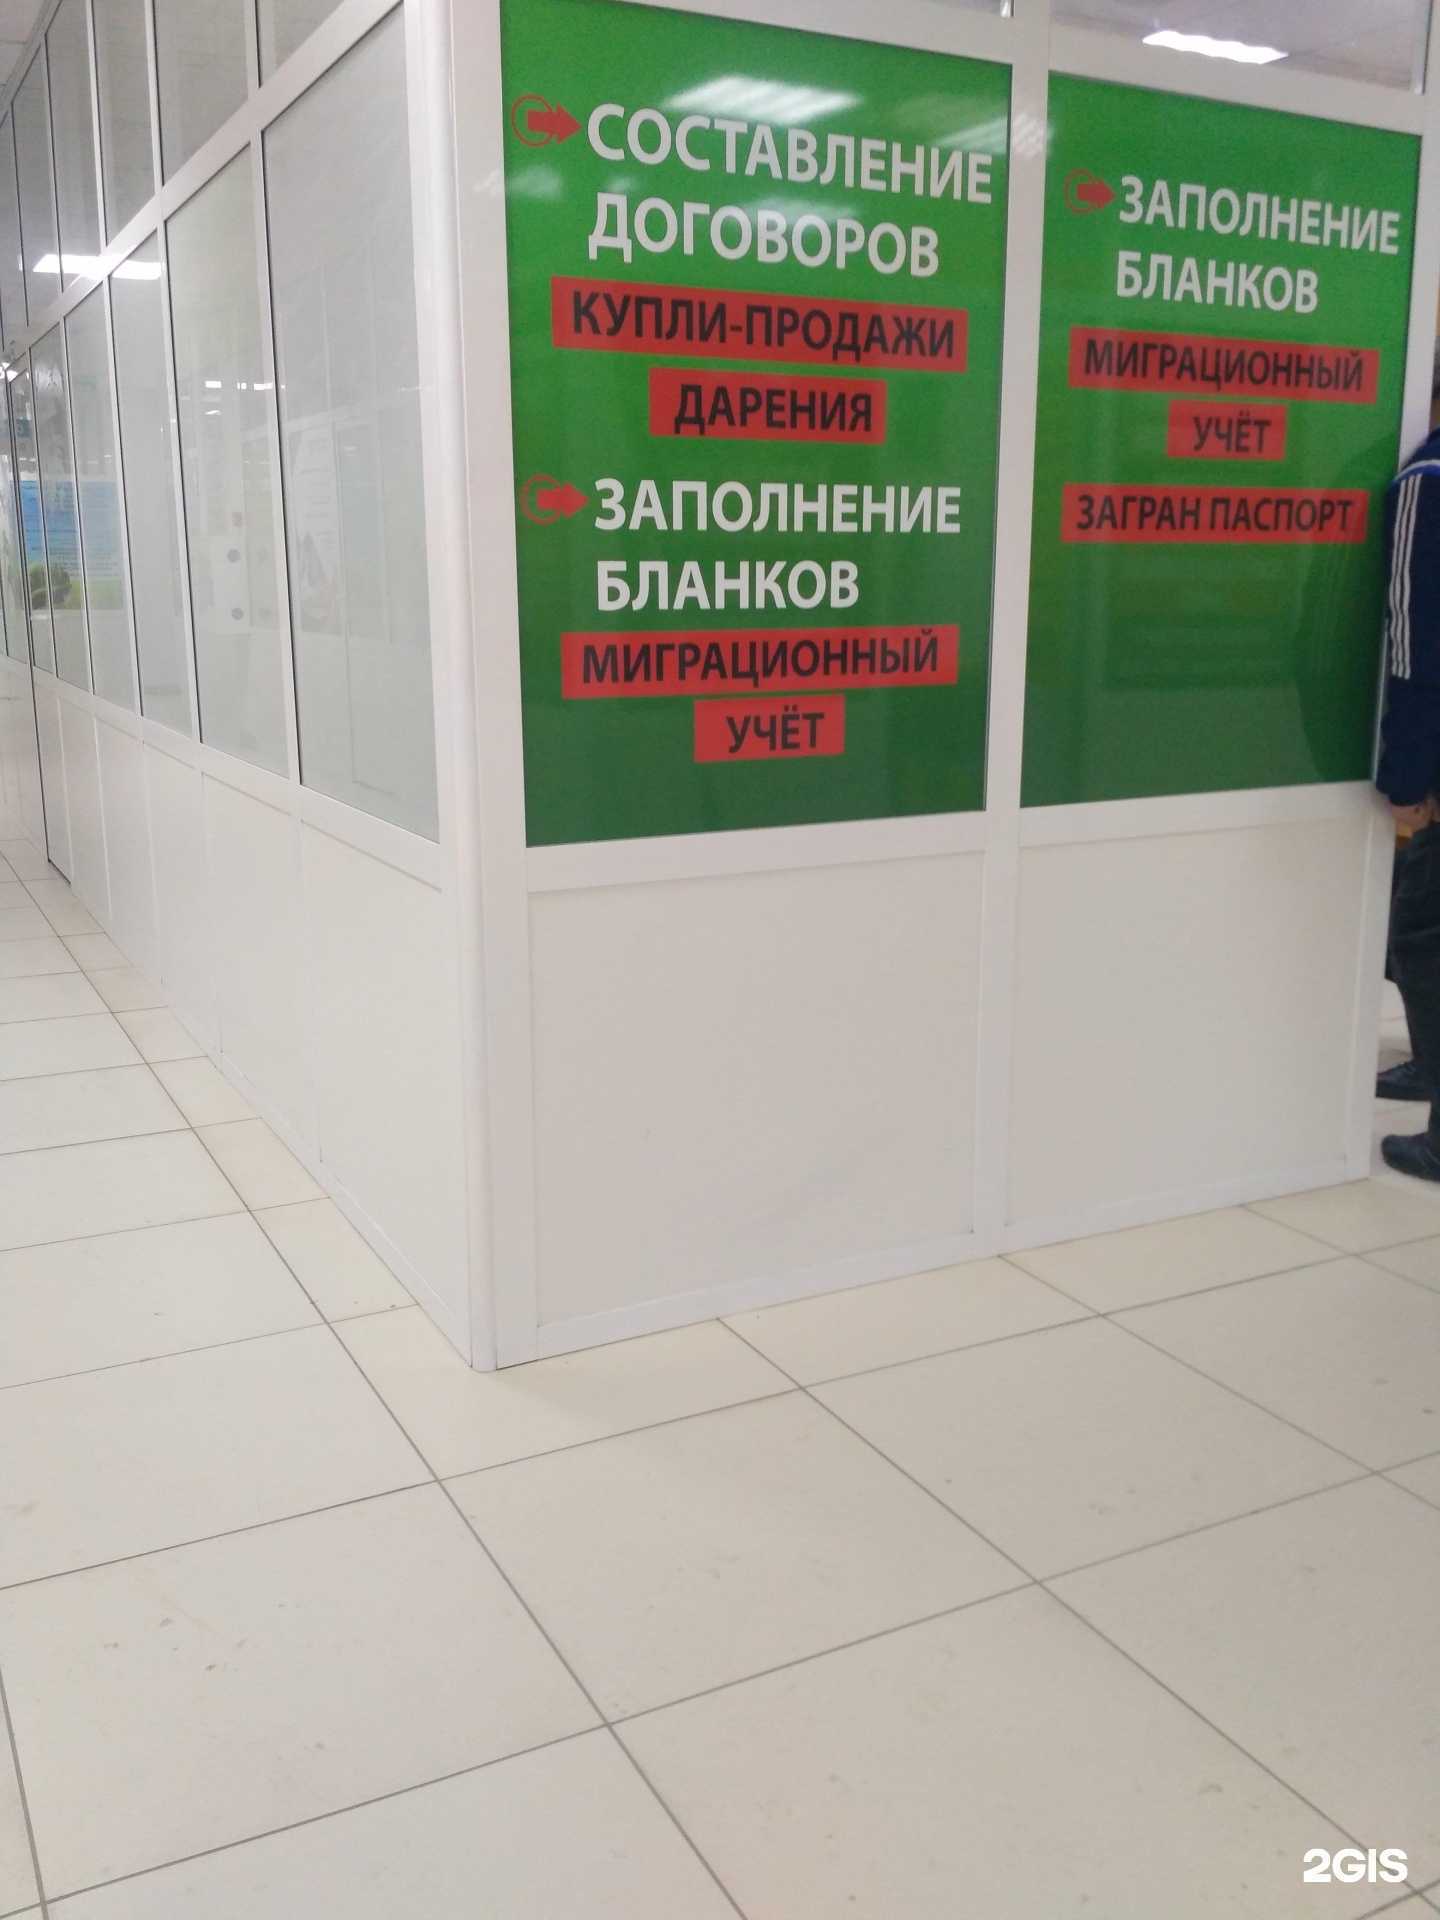 СОСТАВЛЕНИЕ
ДОГОВОРОВ
КУПЛИ-ПРОДАЖИ
ДАРЕНИЯ
ЗАПОЛНЕНИЕ
БЛАНКОВ
МИГРАЦИОННЫЙ
УЧЁТ
ЗАПОЛНЕНИЕ
БЛАНКОВ
МИГРАЦИОННЫЙ
УЧЁТ
ЗАГРАН ПАСПОРТ
2GIS